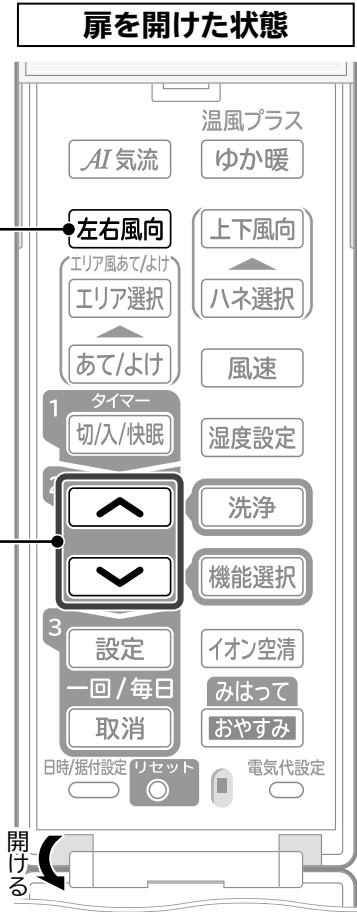 扉を開けた状態
温風プラス
AI 気流
ゆか暖
左右風向
上下風向
エリア風あて/よけ
エリア選択
ハネ選択
あて/よけ
風速
1
タイマー
切/入/快眠
湿度設定
2
洗浄
機能選択
3
設定
イオン空清
一回/毎日
みはって
取消
おやすみ
日時/据付設定
リセット
電気代設定
開ける